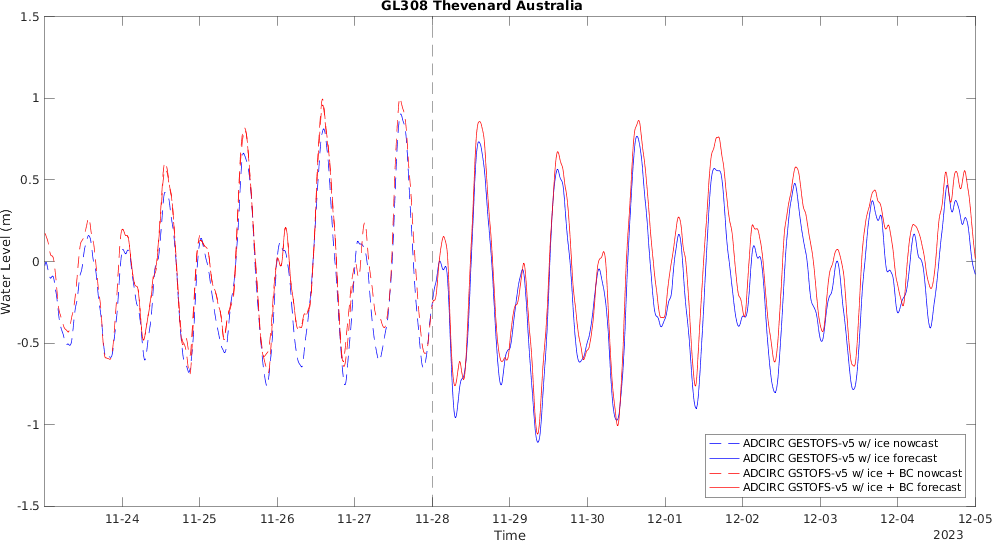 GL308 Thevenard Australia
1.5
1
0.5
0
-0.5
-1
-1.5
Water Level (m)
ADCIRC GESTOFS-v5 w/ ice nowcast
ADCIRC GESTOFS-v5 w/ ice forecast
ADCIRC GSTOFS-v5 w/ ice + BC nowcast
ADCIRC GSTOFS-v5 w/ ice + BC forecast
11-24 11-25 11-26 11-27 11-28 11-29 11-30 12-01 12-02 12-03 12-04 12-05
Time
2023